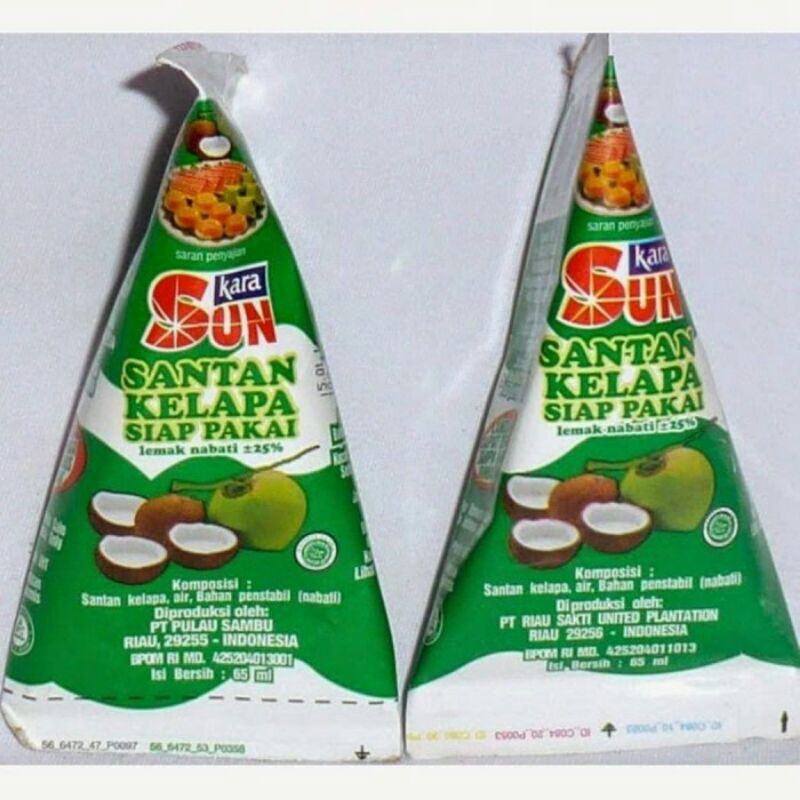 saran penyajian
kara
SUN
SANTAN
KELAPA
SIAP PAKAI
lemak nabati ±25%
Komposisi :
Santan kelapa, air, Bahan penstabil (nabati)
Diproduksi oleh:
PT PULAU SAMBU
RIAU, 29255 - INDONESIA
BPOM RI MD. 425204013001
Isi Bersih : 65 ml
56_6472_47_P0097 56_6472_53_P0358
saran penyajian
kara
SUN
SANTAN
KELAPA
SIAP PAKAI
lemak nabati ±25%
Komposisi :
Santan kelapa, air, Bahan penstabil (nabati)
Diproduksi oleh:
PT RIAU SAKTI UNITED PLANTATION
RIAU 29256 - INDONESIA
BPOM RI MD. 425204011013
Isi Bersih : 65 ml